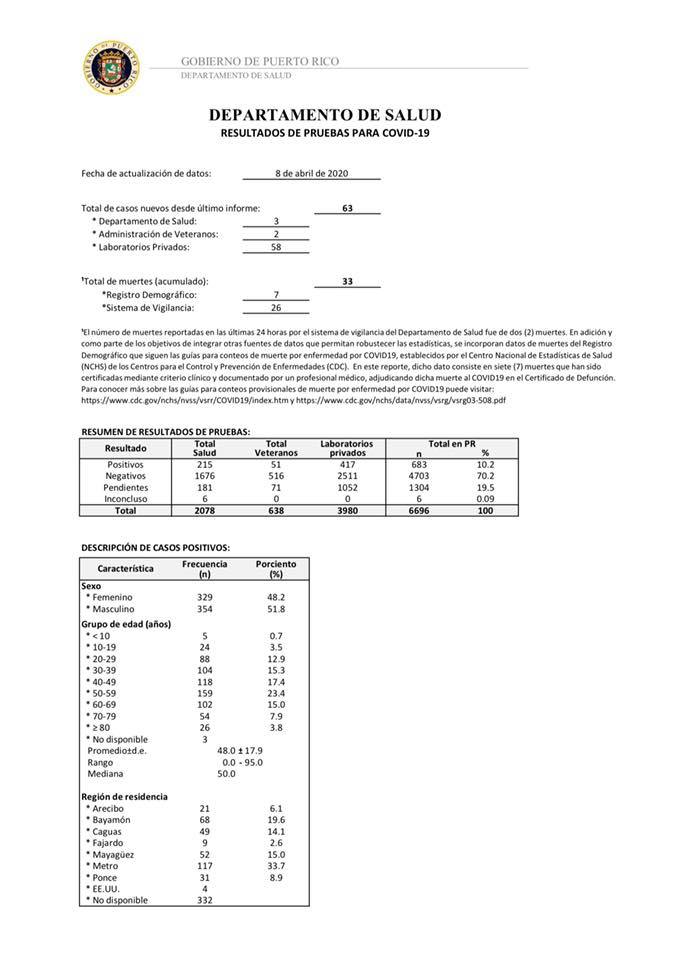 GOBIERNO DE PUERTO RICO
DEPARTAMENTO DE SALUD
DEPARTAMENTO DE SALUD
RESULTADOS DE PRUEBAS PARA COVID-19
Fecha de actualización de datos: 8 de abril de 2020
Total de casos nuevos desde último informe: 63
* Departamento de Salud: 3
* Administración de Veteranos: 2
* Laboratorios Privados: 58
¹Total de muertes (acumulado): 33
*Registro Demográfico: 7
*Sistema de Vigilancia: 26
¹El número de muertes reportadas en las últimas 24 horas por el sistema de vigilancia del Departamento de Salud fue de dos (2) muertes. En adición y
como parte de los objetivos de integrar otras fuentes de datos que permitan robustecer las estadísticas, se incorporan datos de muertes del Registro
Demográfico que siguen las guías para conteos de muerte por enfermedad por COVID19, establecidos por el Centro Nacional de Estadísticas de Salud
(NCHS) de los Centros para el Control y Prevención de Enfermedades (CDC). En este reporte, dicho dato consiste en siete (7) muertes que han sido
certificadas mediante criterio clínico y documentado por un profesional médico, adjudicando dicha muerte al COVID19 en el Certificado de Defunción.
Para conocer más sobre las guías para conteos provisionales de muerte por enfermedad por COVID19 puede visitar:
https://www.cdc.gov/nchs/nvss/vsrr/COVID19/index.htm y https://www.cdc.gov/nchs/data/nvss/vsrg/vsrg03-508.pdf
RESUMEN DE RESULTADOS DE PRUEBAS:
Resultado Total Salud Total Veteranos Laboratorios privados Total en PR n %
Positivos 215 51 417 683 10.2
Negativos 1676 516 2511 4703 70.2
Pendientes 181 71 1052 1304 19.5
Inconcluso 6 0 0 6 0.09
Total 2078 638 3980 6696 100
DESCRIPCIÓN DE CASOS POSITIVOS:
Característica Frecuencia (n) Porciento (%)
Sexo
* Femenino 329 48.2
* Masculino 354 51.8
Grupo de edad (años)
* < 10 5 0.7
* 10-19 24 3.5
* 20-29 88 12.9
* 30-39 104 15.3
* 40-49 118 17.4
* 50-59 159 23.4
* 60-69 102 15.0
* 70-79 54 7.9
* ≥ 80 26 3.8
* No disponible 3
Promedio±d.e. 48.0 ± 17.9
Rango 0.0 - 95.0
Mediana 50.0
Región de residencia
* Arecibo 21 6.1
* Bayamón 68 19.6
* Caguas 49 14.1
* Fajardo 9 2.6
* Mayagüez 52 15.0
* Metro 117 33.7
* Ponce 31 8.9
* EE.UU. 4
* No disponible 332